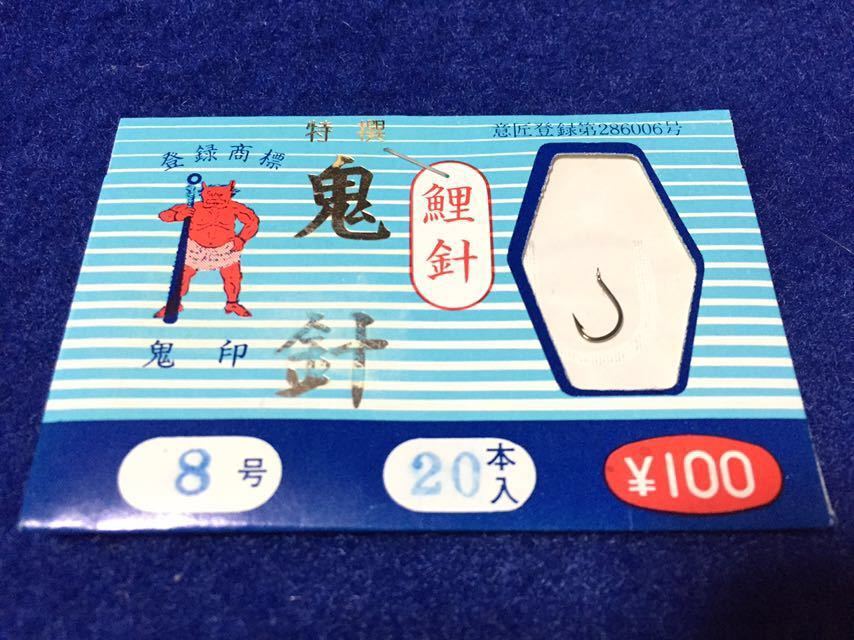 特撰
鬼針
鯉針
意匠登録第286006号
登録商標
鬼印
8号
20本入
¥100